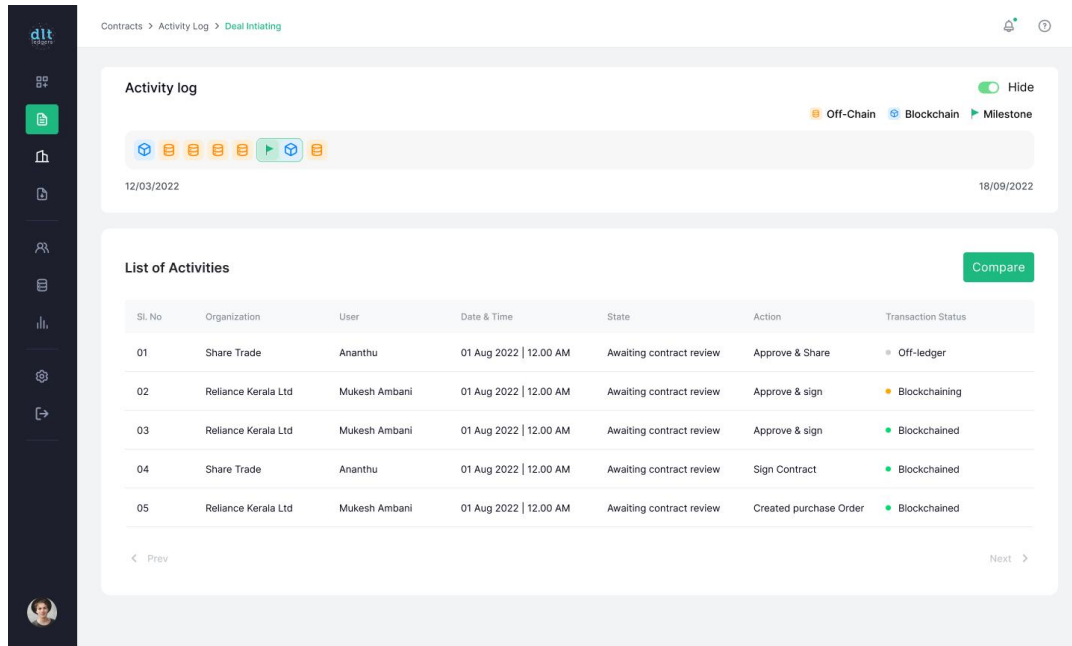 dlt
ledgers
Contracts > Activity Log > Deal Intiating
Activity log
Hide
Off-Chain Blockchain Milestone
12/03/2022 18/09/2022
List of Activities
Compare
Sl. No Organization User Date & Time State Action Transaction Status
01 Share Trade Ananthu 01 Aug 2022 | 12.00 AM Awaiting contract review Approve & Share Off-ledger
02 Reliance Kerala Ltd Mukesh Ambani 01 Aug 2022 | 12.00 AM Awaiting contract review Approve & sign Blockchaining
03 Reliance Kerala Ltd Mukesh Ambani 01 Aug 2022 | 12.00 AM Awaiting contract review Approve & sign Blockchained
04 Share Trade Ananthu 01 Aug 2022 | 12.00 AM Awaiting contract review Sign Contract Blockchained
05 Reliance Kerala Ltd Mukesh Ambani 01 Aug 2022 | 12.00 AM Awaiting contract review Created purchase Order Blockchained
< Prev Next >